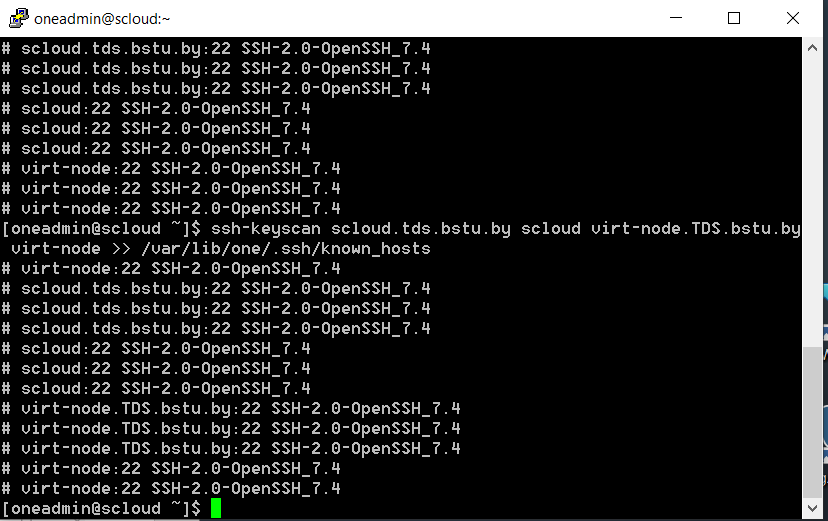 oneadmin@scloud:~
# scloud.tds.bstu.by:22 SSH-2.0-OpenSSH_7.4
# scloud.tds.bstu.by:22 SSH-2.0-OpenSSH_7.4
# scloud.tds.bstu.by:22 SSH-2.0-OpenSSH_7.4
# scloud:22 SSH-2.0-OpenSSH_7.4
# scloud:22 SSH-2.0-OpenSSH_7.4
# scloud:22 SSH-2.0-OpenSSH_7.4
# virt-node:22 SSH-2.0-OpenSSH_7.4
# virt-node:22 SSH-2.0-OpenSSH_7.4
# virt-node:22 SSH-2.0-OpenSSH_7.4
[oneadmin@scloud ~]$ ssh-keyscan scloud.tds.bstu.by scloud virt-node.TDS.bstu.by
 virt-node >> /var/lib/one/.ssh/known_hosts
# virt-node:22 SSH-2.0-OpenSSH_7.4
# scloud.tds.bstu.by:22 SSH-2.0-OpenSSH_7.4
# scloud.tds.bstu.by:22 SSH-2.0-OpenSSH_7.4
# scloud.tds.bstu.by:22 SSH-2.0-OpenSSH_7.4
# scloud:22 SSH-2.0-OpenSSH_7.4
# scloud:22 SSH-2.0-OpenSSH_7.4
# scloud:22 SSH-2.0-OpenSSH_7.4
# virt-node.TDS.bstu.by:22 SSH-2.0-OpenSSH_7.4
# virt-node.TDS.bstu.by:22 SSH-2.0-OpenSSH_7.4
# virt-node.TDS.bstu.by:22 SSH-2.0-OpenSSH_7.4
# virt-node:22 SSH-2.0-OpenSSH_7.4
# virt-node:22 SSH-2.0-OpenSSH_7.4
[oneadmin@scloud ~]$